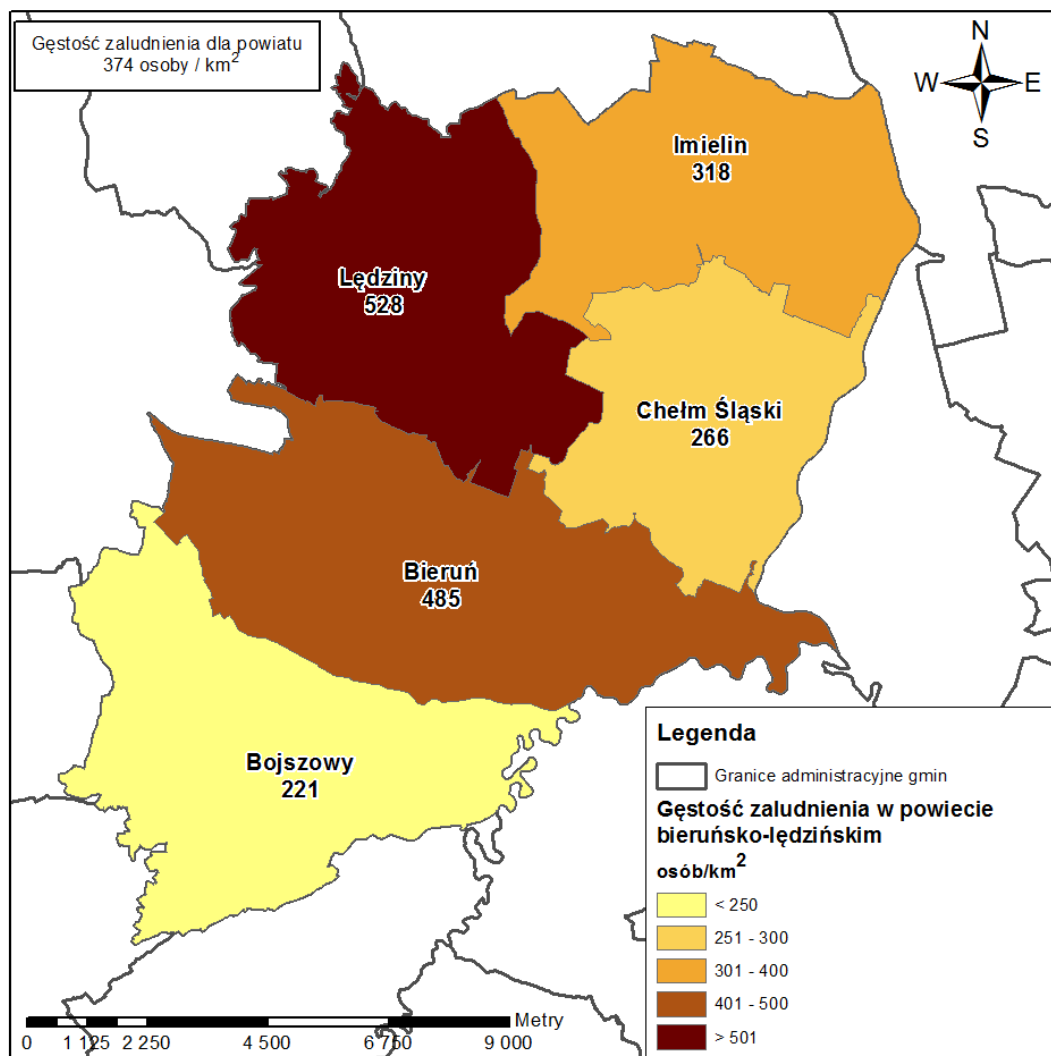 Gęstość zaludnienia dla powiatu
374 osoby / km²
N
W E
S
Imielin
318
Lędziny
528
Chełm Śląski
266
Bieruń
485
Bojszowy
221
Legenda
Granice administracyjne gmin
Gęstość zaludnienia w powiecie
bieruńsko-lędzińskim
osób/km²
< 250
251 - 300
301 - 400
401 - 500
> 501
Metry
0 1 125 2 250 4 500 6 750 9 000